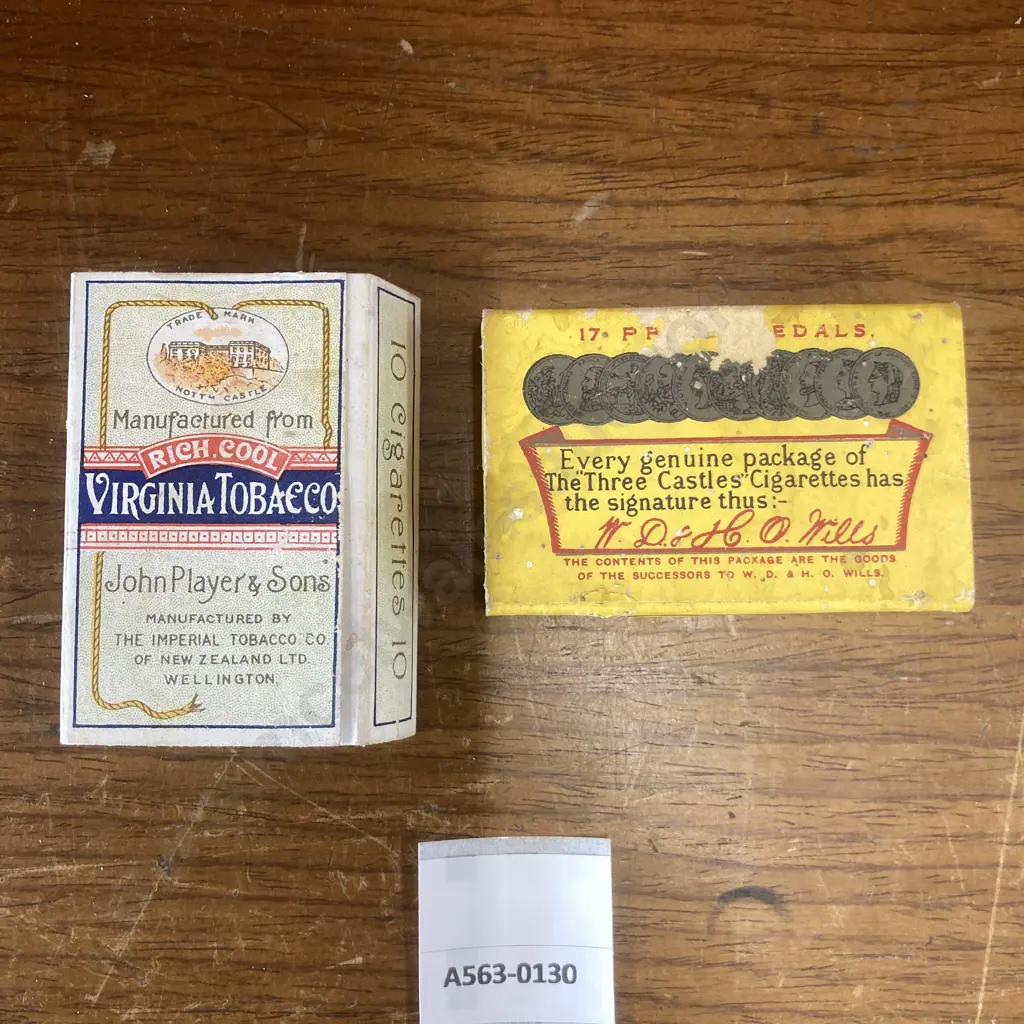 TRADE MARK
NOTTM CASTLE
Manufactured from
RICH. COOL
VIRGINIA TOBACCO
John Player & Sons
MANUFACTURED BY
THE IMPERIAL TOBACCO CO.
OF NEW ZEALAND LTD.
WELLINGTON.
10 Cigarettes 10
17 PR EDALS.
Every genuine package of
The "Three Castles" Cigarettes has
the signature thus:-
W. D. & H. O. Wills
THE CONTENTS OF THIS PACKAGE ARE THE GOODS
OF THE SUCCESSORS TO W. D. & H. O. WILLS.
A563-0130